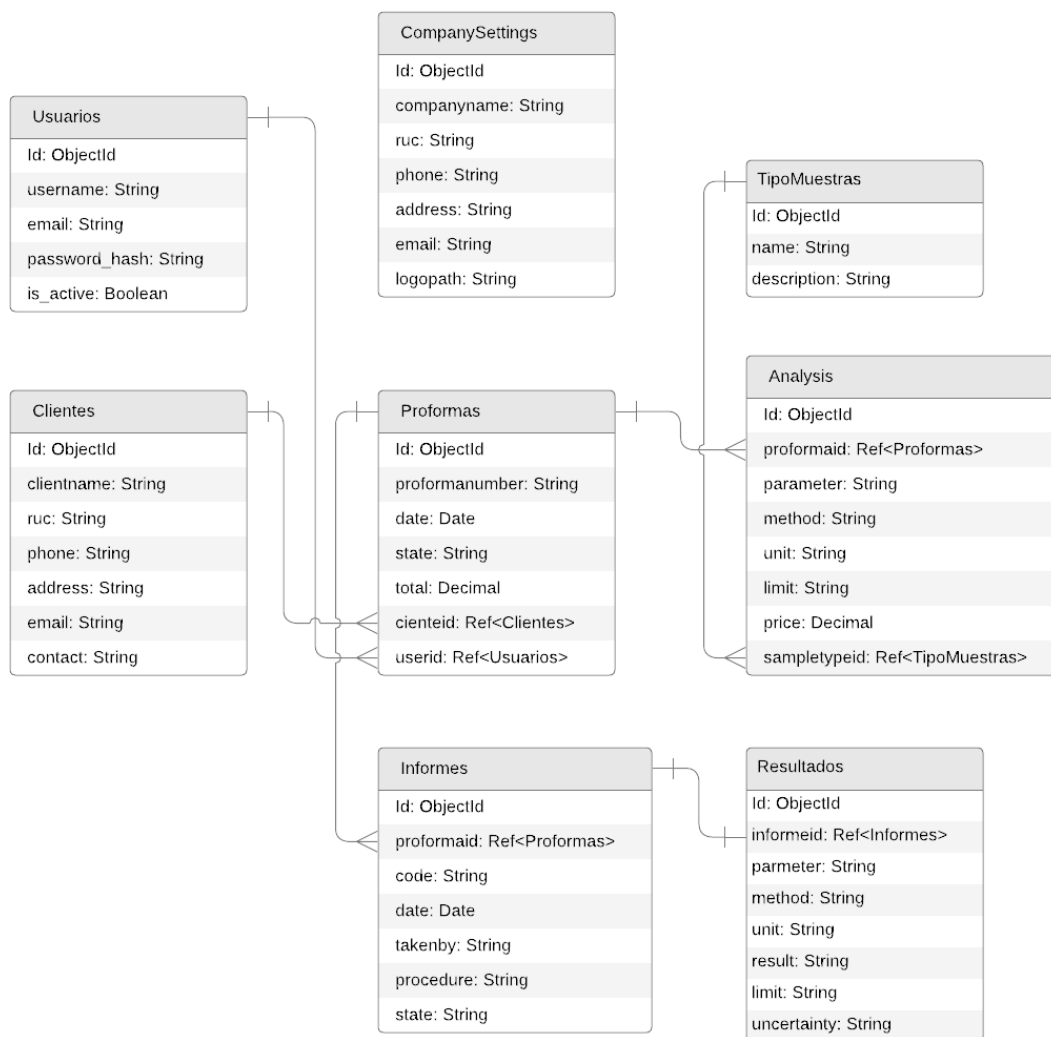 CompanySettings
Id: ObjectId
companyname: String
ruc: String
phone: String
address: String
email: String
logopath: String
Usuarios
Id: ObjectId
username: String
email: String
password_hash: String
is_active: Boolean
TipoMuestras
Id: ObjectId
name: String
description: String
Clientes
Id: ObjectId
clientname: String
ruc: String
phone: String
address: String
email: String
contact: String
Proformas
Id: ObjectId
proformanumber: String
date: Date
state: String
total: Decimal
cienteid: Ref<Clientes>
userid: Ref<Usuarios>
Analysis
Id: ObjectId
proformaid: Ref<Proformas>
parameter: String
method: String
unit: String
limit: String
price: Decimal
sampletypeid: Ref<TipoMuestras>
Informes
Id: ObjectId
proformaid: Ref<Proformas>
code: String
date: Date
takenby: String
procedure: String
state: String
Resultados
Id: ObjectId
informeid: Ref<Informes>
parmeter: String
method: String
unit: String
result: String
limit: String
uncertainty: String